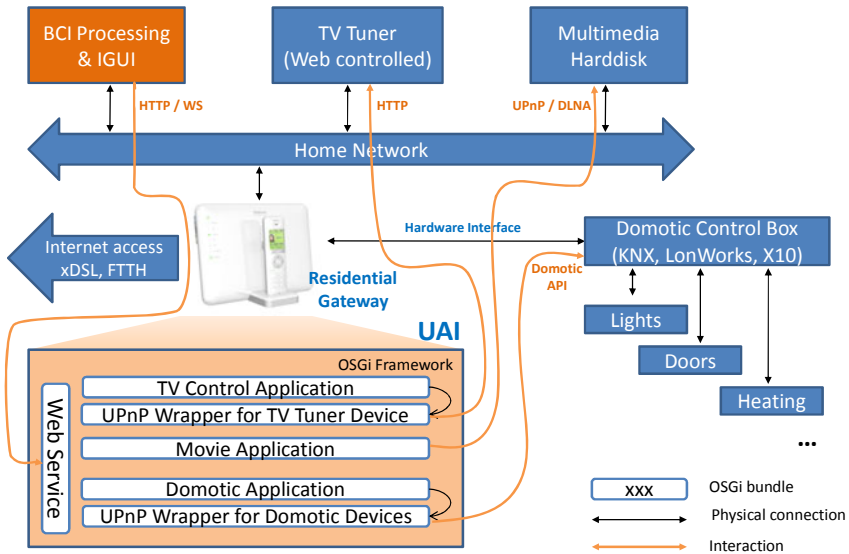 BCI Processing
& IGUI
TV Tuner
(Web controlled)
Multimedia
Harddisk
HTTP / WS
HTTP
UPnP / DLNA
Home Network
Internet access
xDSL, FTTH
Residential
Gateway
Hardware Interface
Domotic Control Box
(KNX, LonWorks, X10)
Domotic
API
Lights
Doors
Heating
...
UAI
OSGi Framework
Web Service
TV Control Application
UPnP Wrapper for TV Tuner Device
Movie Application
Domotic Application
UPnP Wrapper for Domotic Devices
xxx
OSGi bundle
Physical connection
Interaction